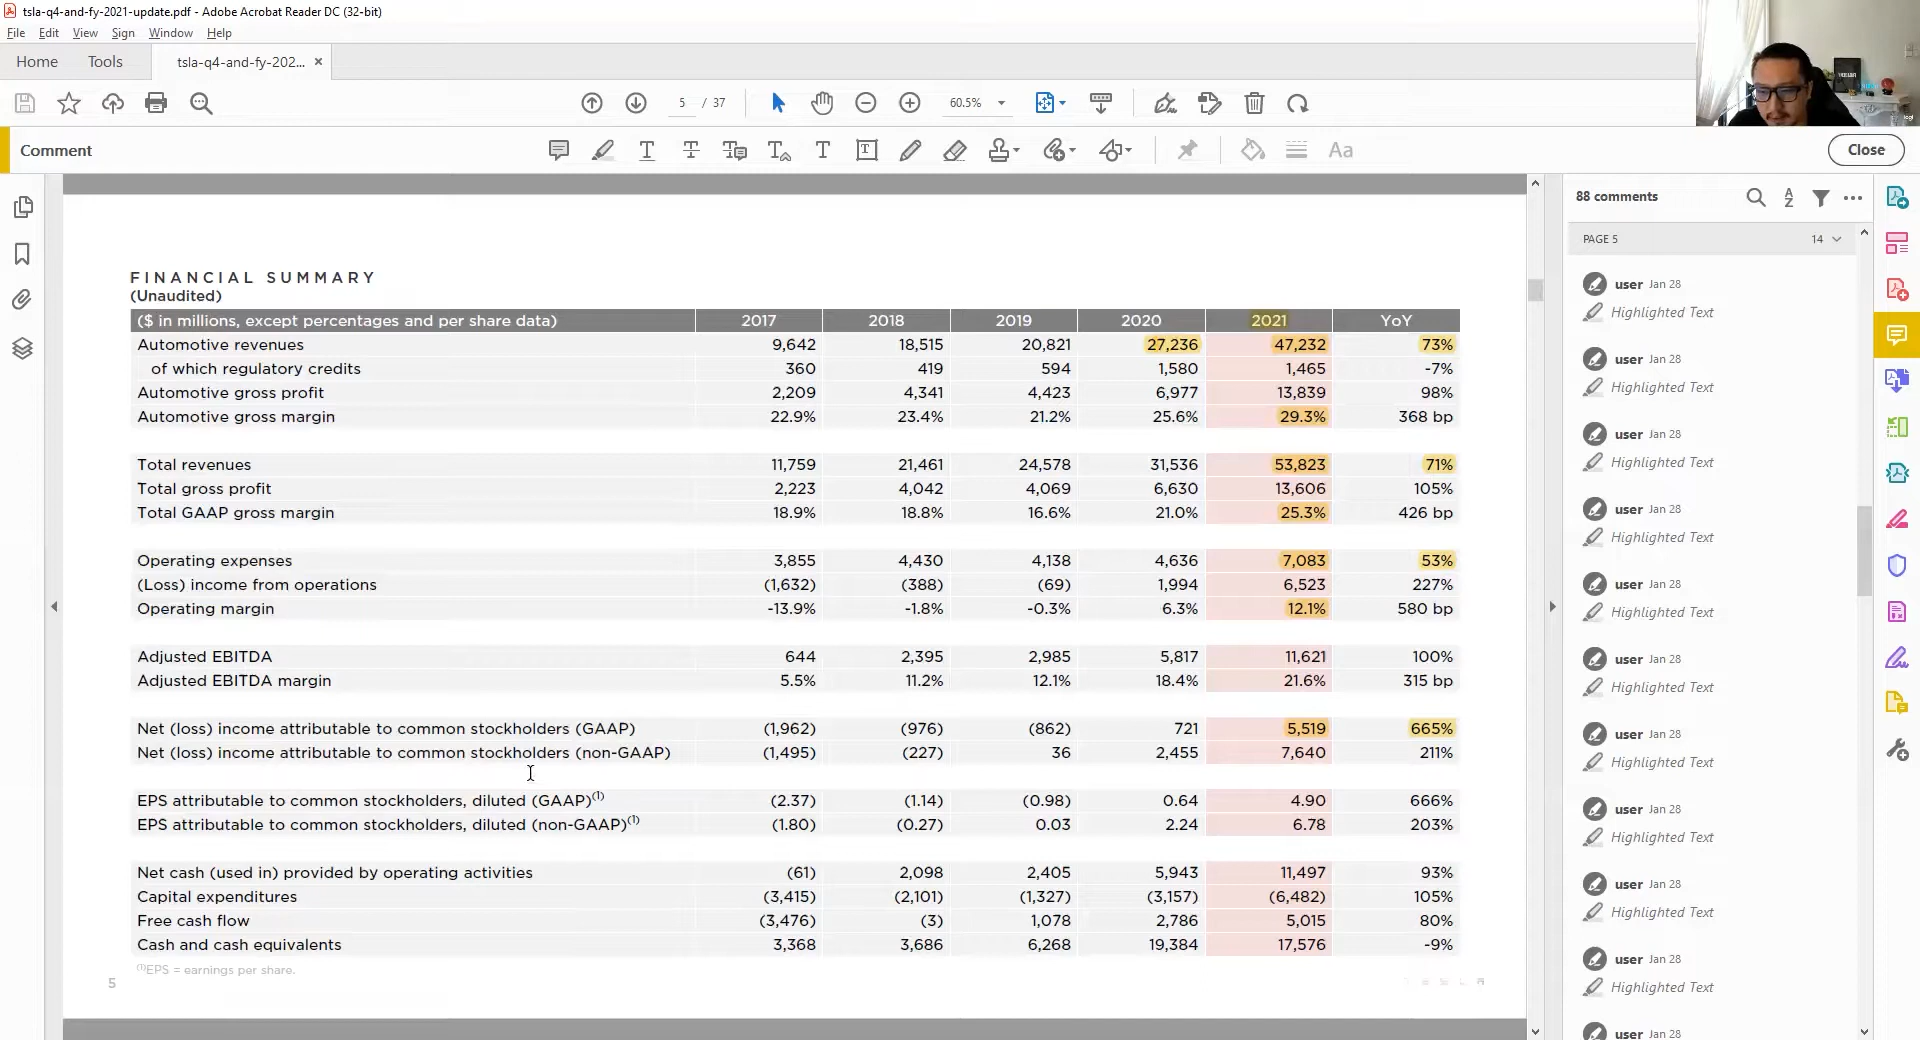 tsla-q4-and-fy-2021-update.pdf - Adobe Acrobat Reader DC (32-bit)
File Edit View Sign Window Help
Home Tools tsla-q4-and-fy-202... ×
5 / 37 60.5%
Comment Close
88 comments
PAGE 5 14
user Jan 28
Highlighted Text
user Jan 28
Highlighted Text
user Jan 28
Highlighted Text
user Jan 28
Highlighted Text
user Jan 28
Highlighted Text
user Jan 28
Highlighted Text
user Jan 28
Highlighted Text
user Jan 28
Highlighted Text
user Jan 28
Highlighted Text
user Jan 28
Highlighted Text
user Jan 28
FINANCIAL SUMMARY
(Unaudited)
($ in millions, except percentages and per share data) 2017 2018 2019 2020 2021 YoY
Automotive revenues 9,642 18,515 20,821 27,236 47,232 73%
of which regulatory credits 360 419 594 1,580 1,465 -7%
Automotive gross profit 2,209 4,341 4,423 6,977 13,839 98%
Automotive gross margin 22.9% 23.4% 21.2% 25.6% 29.3% 368 bp
Total revenues 11,759 21,461 24,578 31,536 53,823 71%
Total gross profit 2,223 4,042 4,069 6,630 13,606 105%
Total GAAP gross margin 18.9% 18.8% 16.6% 21.0% 25.3% 426 bp
Operating expenses 3,855 4,430 4,138 4,636 7,083 53%
(Loss) income from operations (1,632) (388) (69) 1,994 6,523 227%
Operating margin -13.9% -1.8% -0.3% 6.3% 12.1% 580 bp
Adjusted EBITDA 644 2,395 2,985 5,817 11,621 100%
Adjusted EBITDA margin 5.5% 11.2% 12.1% 18.4% 21.6% 315 bp
Net (loss) income attributable to common stockholders (GAAP) (1,962) (976) (862) 721 5,519 665%
Net (loss) income attributable to common stockholders (non-GAAP) (1,495) (227) 36 2,455 7,640 211%
EPS attributable to common stockholders, diluted (GAAP)(1) (2.37) (1.14) (0.98) 0.64 4.90 666%
EPS attributable to common stockholders, diluted (non-GAAP)(1) (1.80) (0.27) 0.03 2.24 6.78 203%
Net cash (used in) provided by operating activities (61) 2,098 2,405 5,943 11,497 93%
Capital expenditures (3,415) (2,101) (1,327) (3,157) (6,482) 105%
Free cash flow (3,476) (3) 1,078 2,786 5,015 80%
Cash and cash equivalents 3,368 3,686 6,268 19,384 17,576 -9%
(1)EPS = earnings per share.
5